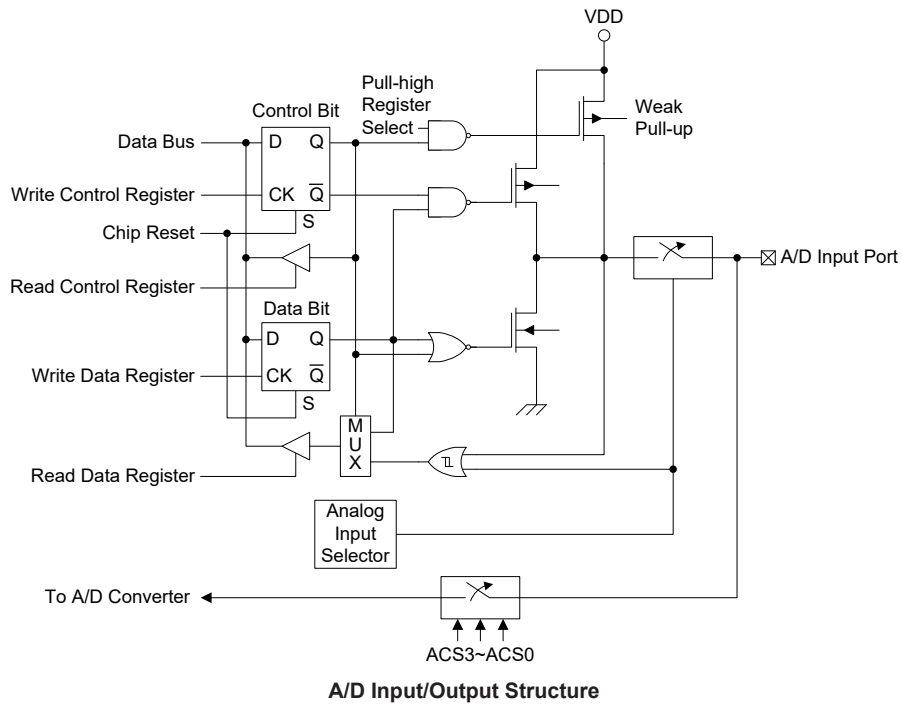 VDD
Pull-high
Register
Select
Weak
Pull-up
Control Bit
Data Bus
D
Q
Write Control Register
CK
Q̅
S
Chip Reset
Read Control Register
Data Bit
D
Q
Write Data Register
CK
Q̅
S
A/D Input Port
M
U
X
Read Data Register
Analog
Input
Selector
To A/D Converter
ACS3~ACS0
A/D Input/Output Structure